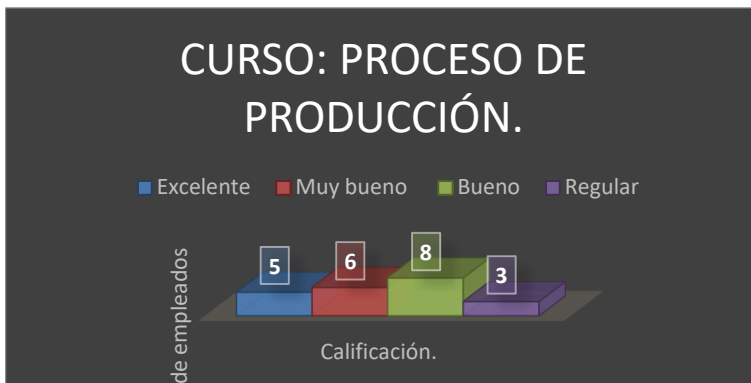 CURSO: PROCESO DE
PRODUCCIÓN.
Excelente Muy bueno Bueno Regular
5 6 8 3
de empleados
Calificación.